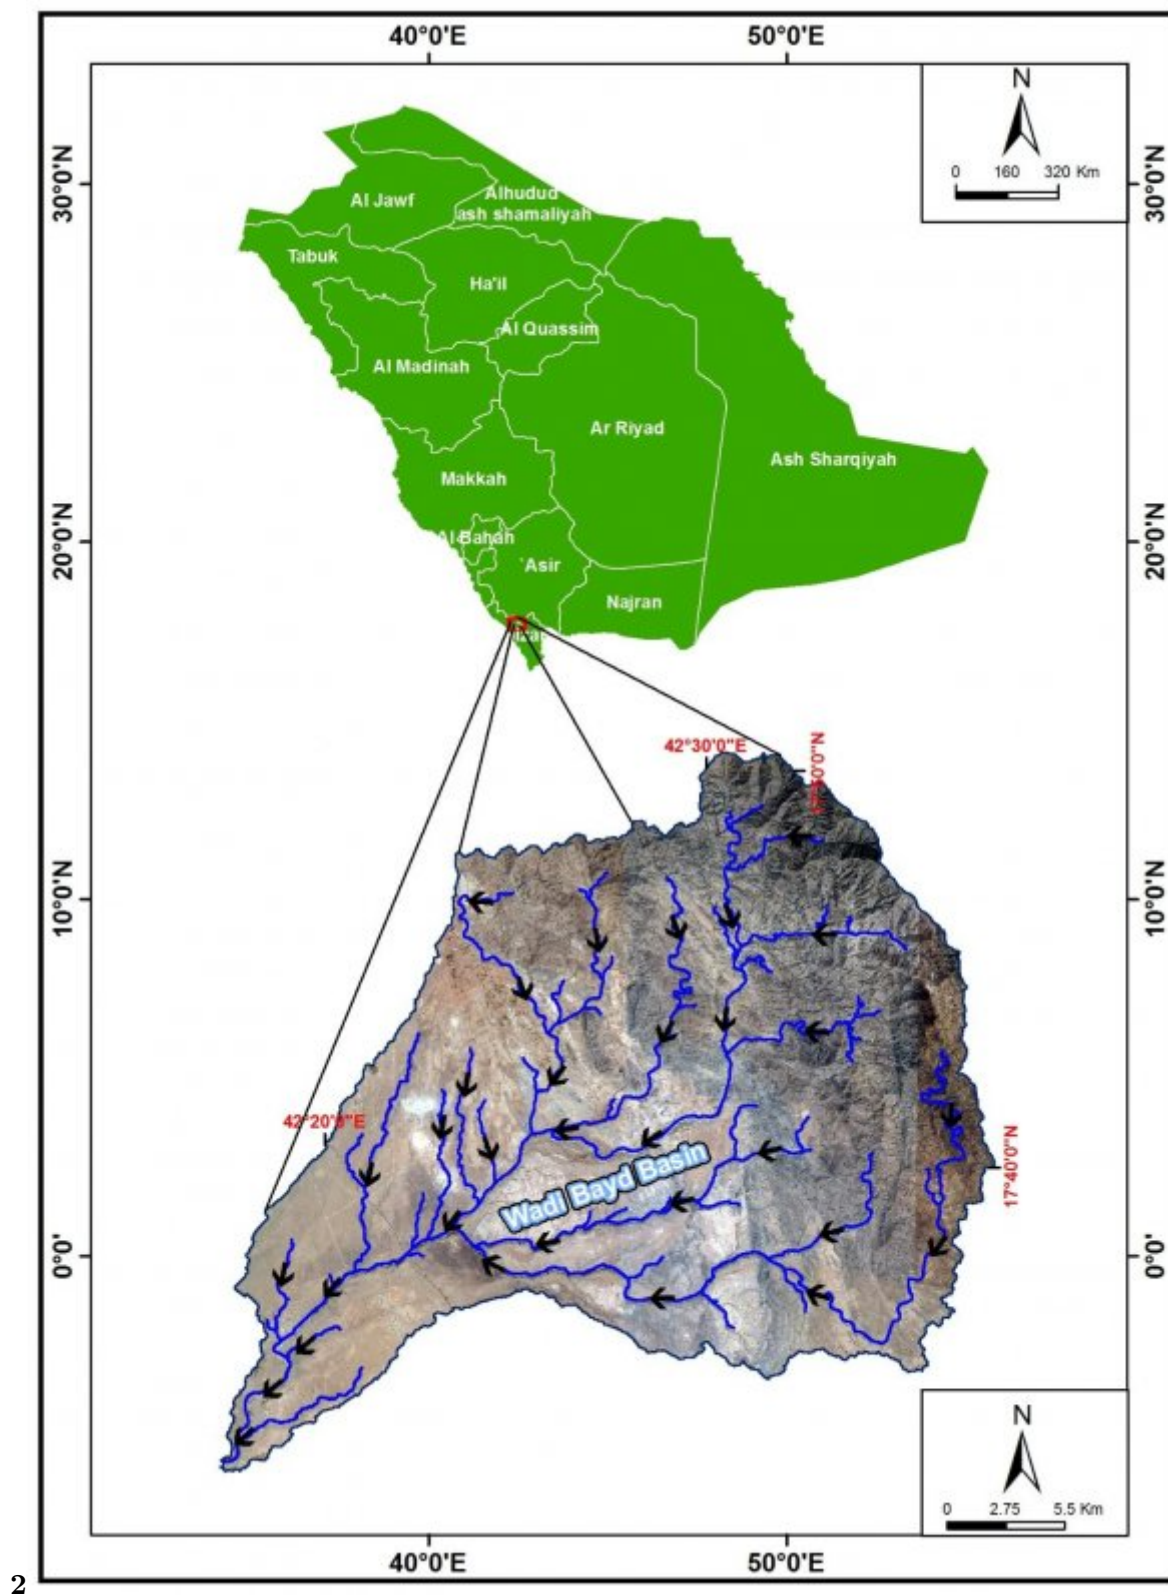 40°0'E 50°0'E
N
0 160 320 Km
30°0'N 30°0'N
Al Jawf
Alhudud
ash shamaliyah
Tabuk
Ha'il
Al Quassim
Al Madinah
Ar Riyad
Ash Sharqiyah
Makkah
20°0'N 20°0'N
Al Bahah
`Asir
Najran
42°30'0"E
10°0'N 10°0'N
42°20'0"E
17°40'0"N
Wadi Bayd Basin
0°0' 0°0'
N
0 2.75 5.5 Km
40°0'E 50°0'E
2